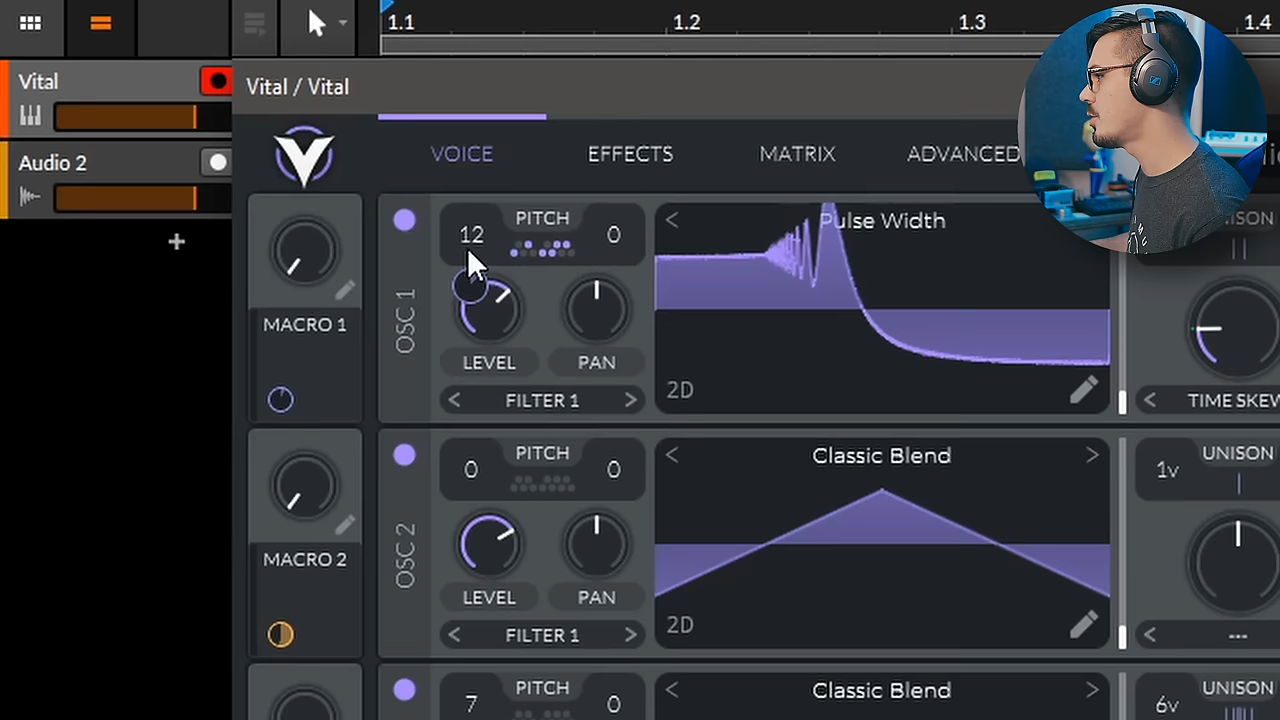 1.1 1.2 1.3 1.4
Vital
Vital / Vital
Audio 2
VOICE EFFECTS MATRIX ADVANCED
MACRO 1
OSC 1
PITCH
12 0
LEVEL PAN
FILTER 1
Pulse Width
2D
TIME SKEW
MACRO 2
OSC 2
PITCH
0 0
LEVEL PAN
FILTER 1
Classic Blend
2D
UNISON
1v
---
PITCH
7 0
Classic Blend
UNISON
6v